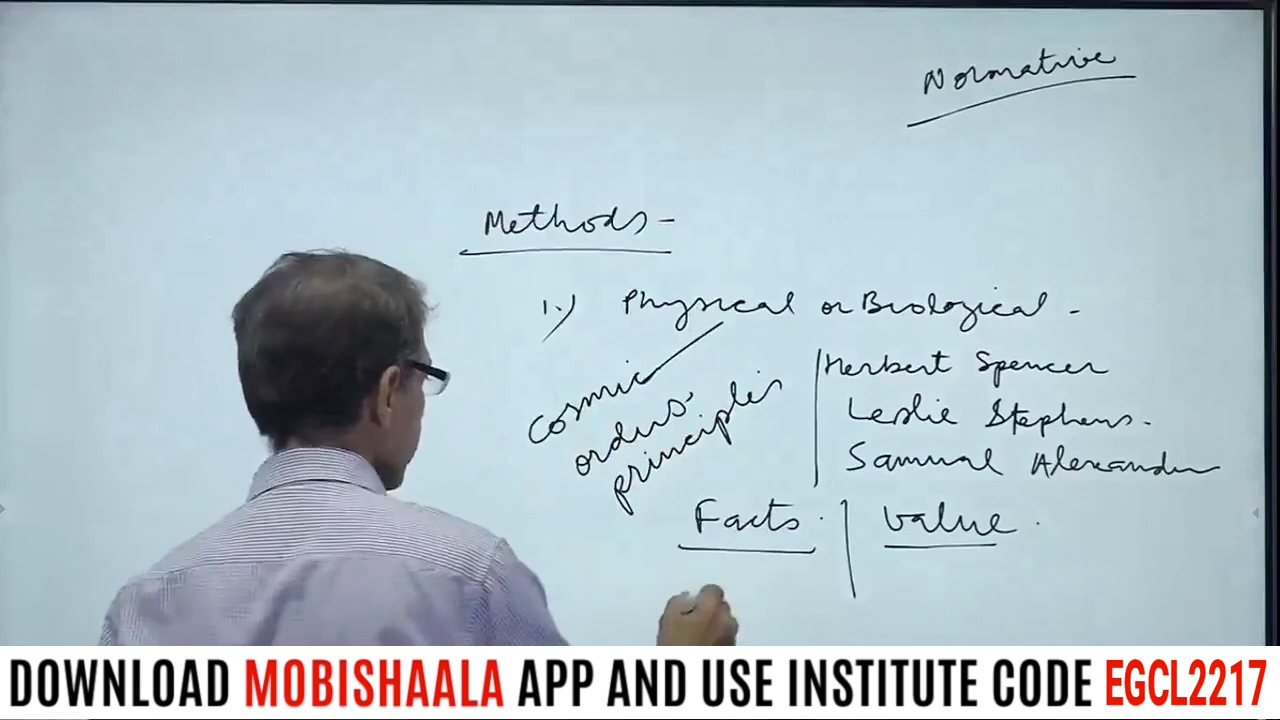 Normative
Methods -
1.) Physical or Biological -
Cosmic
orders.
principles
Herbert Spencer
Leslie Stephens.
Samual Alexander
Facts. | Value.
DOWNLOAD MOBISHAALA APP AND USE INSTITUTE CODE EGCL2217